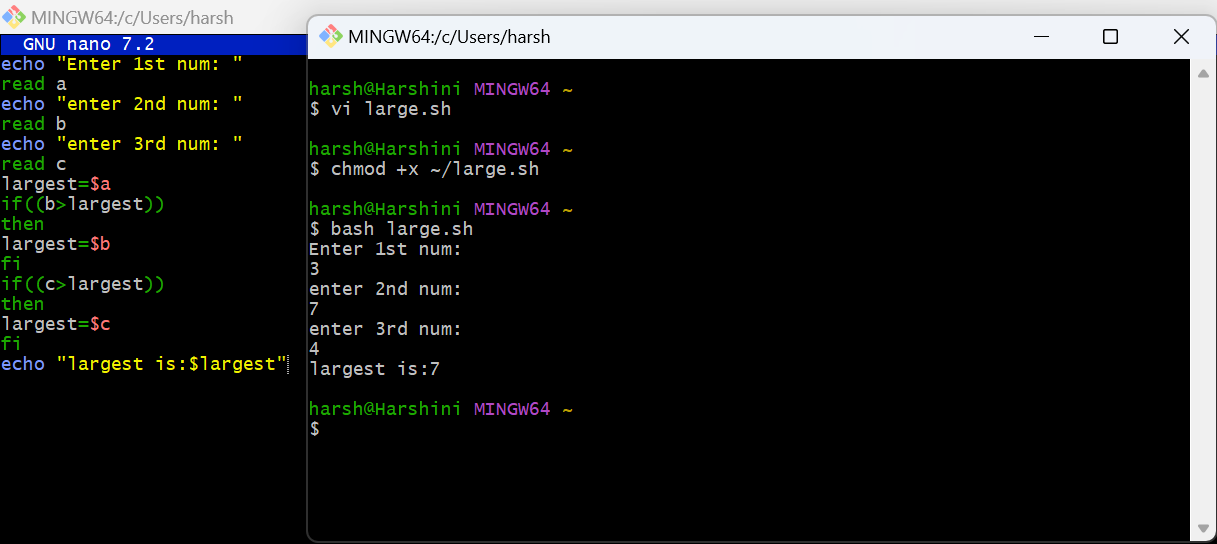 MINGW64:/c/Users/harsh
GNU nano 7.2
echo "Enter 1st num: "
read a
echo "enter 2nd num: "
read b
echo "enter 3rd num: "
read c
largest=$a
if((b>largest))
then
largest=$b
fi
if((c>largest))
then
largest=$c
fi
echo "largest is:$largest"
MINGW64:/c/Users/harsh
harsh@Harshini MINGW64 ~
$ vi large.sh
harsh@Harshini MINGW64 ~
$ chmod +x ~/large.sh
harsh@Harshini MINGW64 ~
$ bash large.sh
Enter 1st num:
3
enter 2nd num:
7
enter 3rd num:
4
largest is:7
harsh@Harshini MINGW64 ~
$